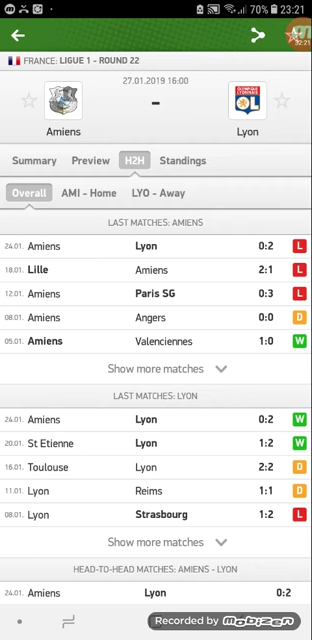 70% 23:21
32:21
FRANCE: LIGUE 1 - ROUND 22
27.01.2019 16:00
OLYMPIQUE LYONNAIS
OL
-
Amiens Lyon
Summary Preview H2H Standings
Overall AMI - Home LYO - Away
LAST MATCHES: AMIENS
24.01. Amiens Lyon 0:2 L
18.01. Lille Amiens 2:1 L
12.01. Amiens Paris SG 0:3 L
08.01. Amiens Angers 0:0 D
05.01. Amiens Valenciennes 1:0 W
Show more matches
LAST MATCHES: LYON
24.01. Amiens Lyon 0:2 W
20.01. St Etienne Lyon 1:2 W
16.01. Toulouse Lyon 2:2 D
11.01. Lyon Reims 1:1 D
08.01. Lyon Strasbourg 1:2 L
Show more matches
HEAD-TO-HEAD MATCHES: AMIENS - LYON
24.01. Amiens Lyon 0:2
Recorded by mobizen